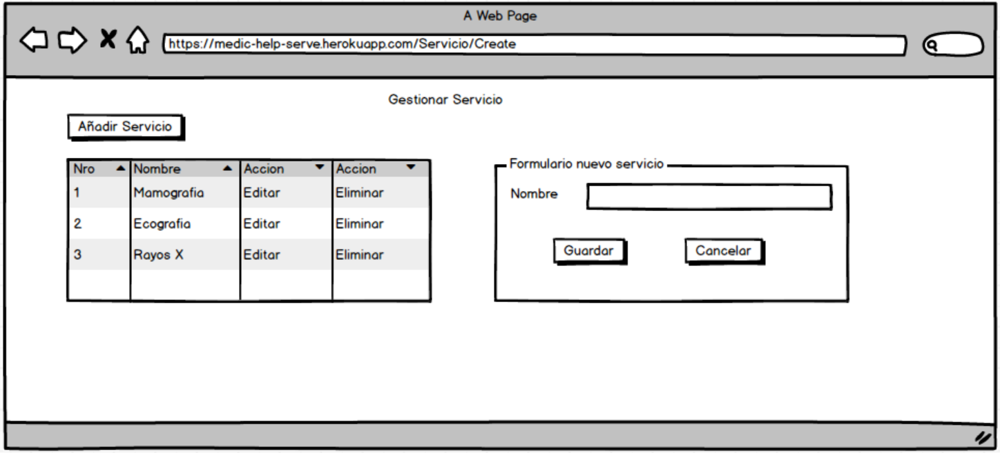 A Web Page
https://medic-help-serve.herokuapp.com/Servicio/Create
Gestionar Servicio
Añadir Servicio
Nro Nombre Accion Accion
1 Mamografia Editar Eliminar
2 Ecografia Editar Eliminar
3 Rayos X Editar Eliminar
Formulario nuevo servicio
Nombre
Guardar Cancelar